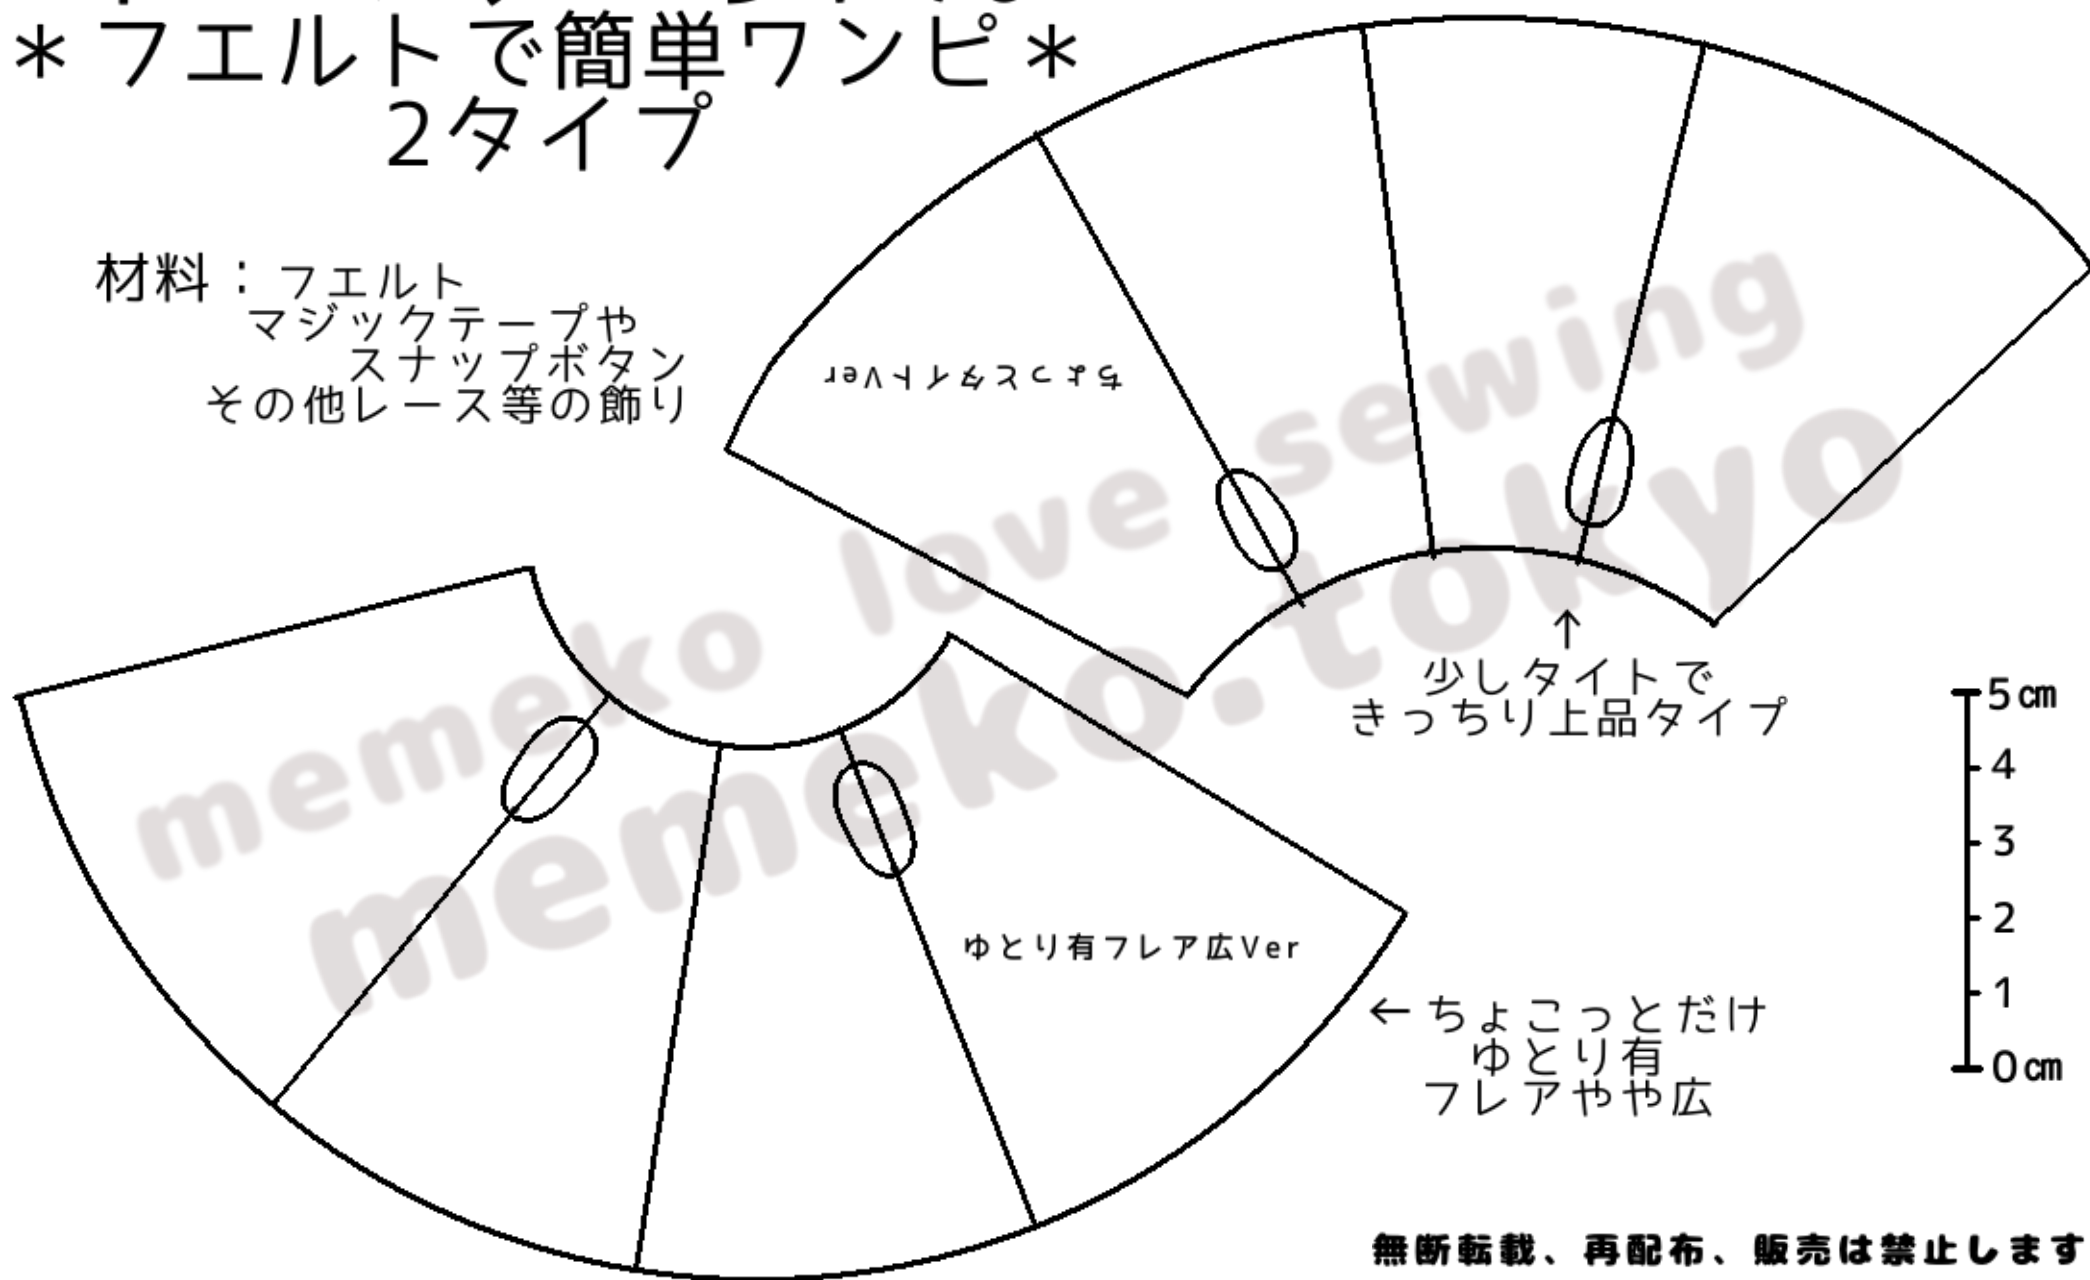 ＊フエルトで簡単ワンピ＊
2タイプ
材料：フエルト
マジックテープや
スナップボタン
その他レース等の飾り
ちょっとタイトVer
少しタイトで
きっちり上品タイプ
ゆとり有フレア広Ver
←ちょこっとだけ
ゆとり有
フレアやや広
5cm
4
3
2
1
0cm
memeko love sewing
memeko.tokyo
無断転載、再配布、販売は禁止します